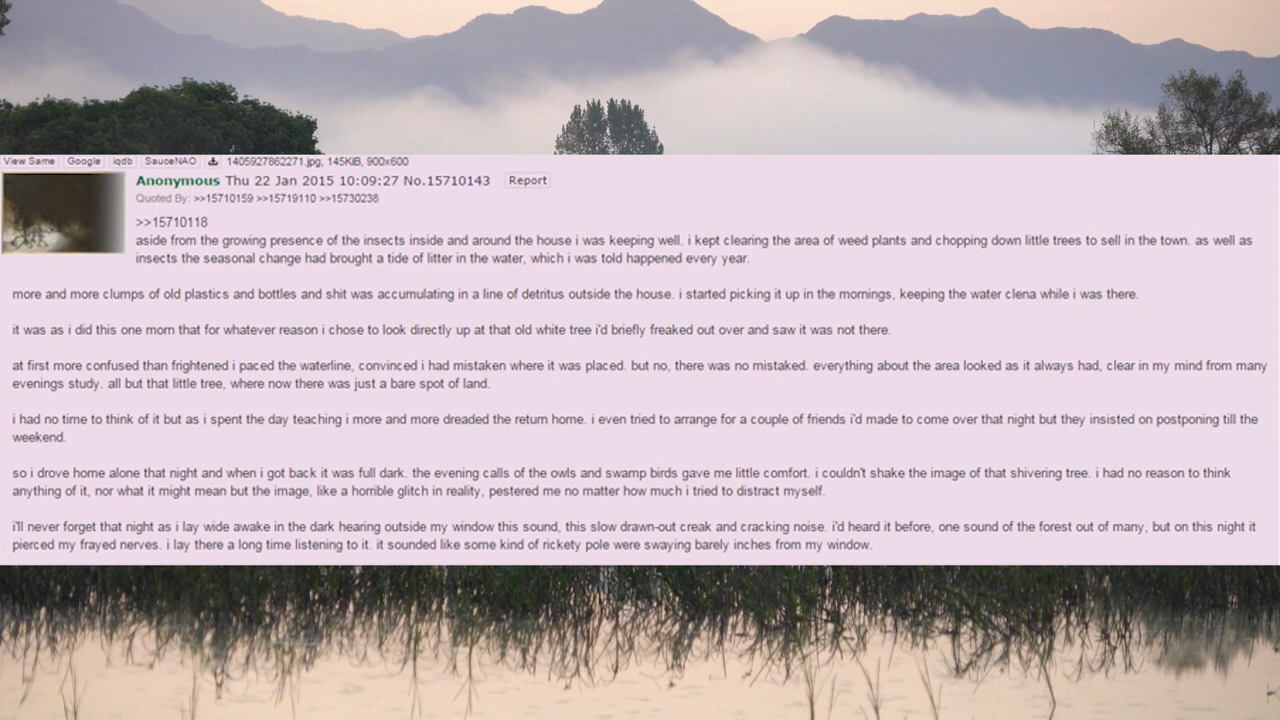 View Same Google iqdb SauceNAO 1405927862271.jpg, 145KiB, 900x600
Anonymous Thu 22 Jan 2015 10:09:27 No.15710143 Report
Quoted By: >>15710159 >>15719110 >>15730238
>>15710118
aside from the growing presence of the insects inside and around the house i was keeping well. i kept clearing the area of weed plants and chopping down little trees to sell in the town. as well as
insects the seasonal change had brought a tide of litter in the water, which i was told happened every year.
more and more clumps of old plastics and bottles and shit was accumulating in a line of detritus outside the house. i started picking it up in the mornings, keeping the water clena while i was there.
it was as i did this one morn that for whatever reason i chose to look directly up at that old white tree i'd briefly freaked out over and saw it was not there.
at first more confused than frightened i paced the waterline, convinced i had mistaken where it was placed. but no, there was no mistaked. everything about the area looked as it always had, clear in my mind from many
evenings study. all but that little tree, where now there was just a bare spot of land.
i had no time to think of it but as i spent the day teaching i more and more dreaded the return home. i even tried to arrange for a couple of friends i'd made to come over that night but they insisted on postponing till the
weekend.
so i drove home alone that night and when i got back it was full dark. the evening calls of the owls and swamp birds gave me little comfort. i couldn't shake the image of that shivering tree. i had no reason to think
anything of it, nor what it might mean but the image, like a horrible glitch in reality, pestered me no matter how much i tried to distract myself.
i'll never forget that night as i lay wide awake in the dark hearing outside my window this sound, this slow drawn-out creak and cracking noise. i'd heard it before, one sound of the forest out of many, but on this night it
pierced my frayed nerves. i lay there a long time listening to it. it sounded like some kind of rickety pole were swaying barely inches from my window.